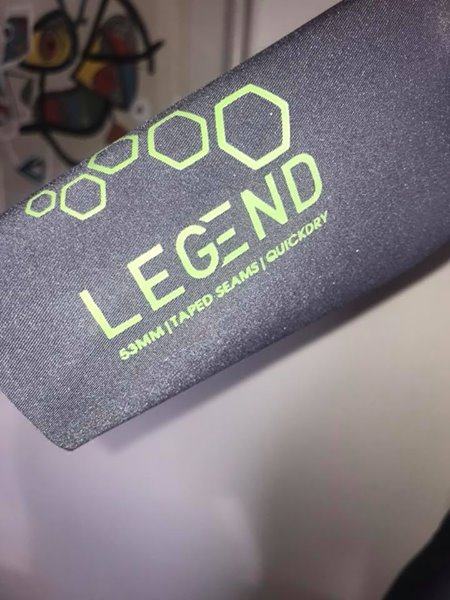 LEGEND
53MM | TAPED SEAMS | QUICKDRY